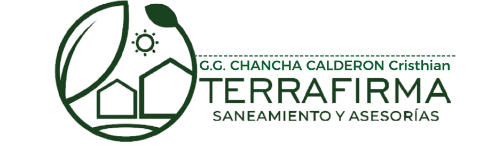 G.G. CHANCHA CALDERON Cristhian
TERRAFIRMA
SANEAMIENTO Y ASESORÍAS